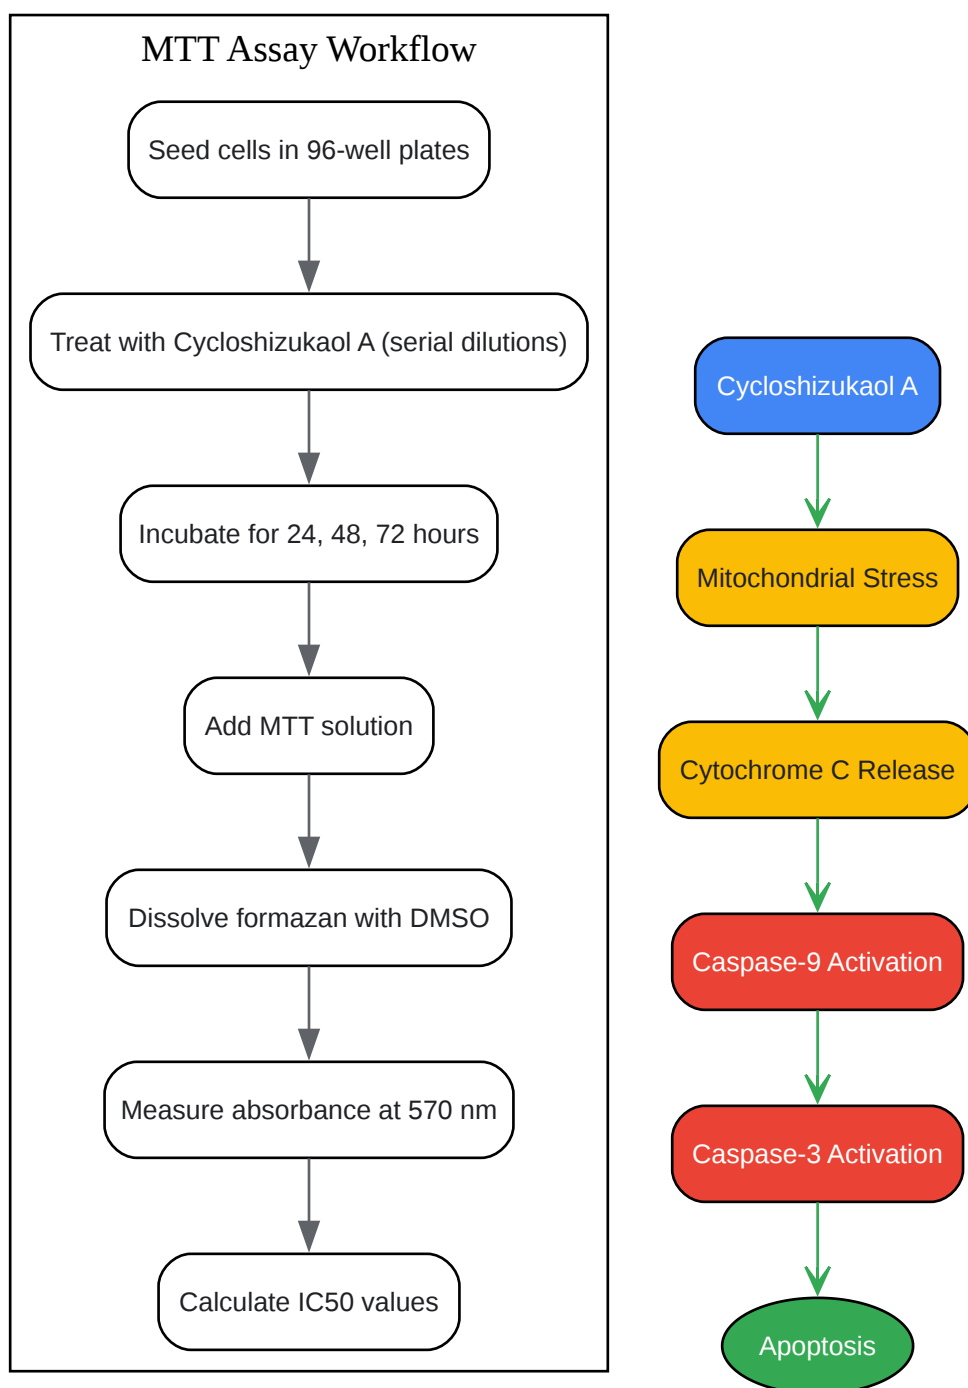 MTT Assay Workflow
Seed cells in 96-well plates
Treat with Cycloshizukaol A (serial dilutions)
Incubate for 24, 48, 72 hours
Add MTT solution
Dissolve formazan with DMSO
Measure absorbance at 570 nm
Calculate IC50 values
Cycloshizukaol A
Mitochondrial Stress
Cytochrome C Release
Caspase-9 Activation
Caspase-3 Activation
Apoptosis